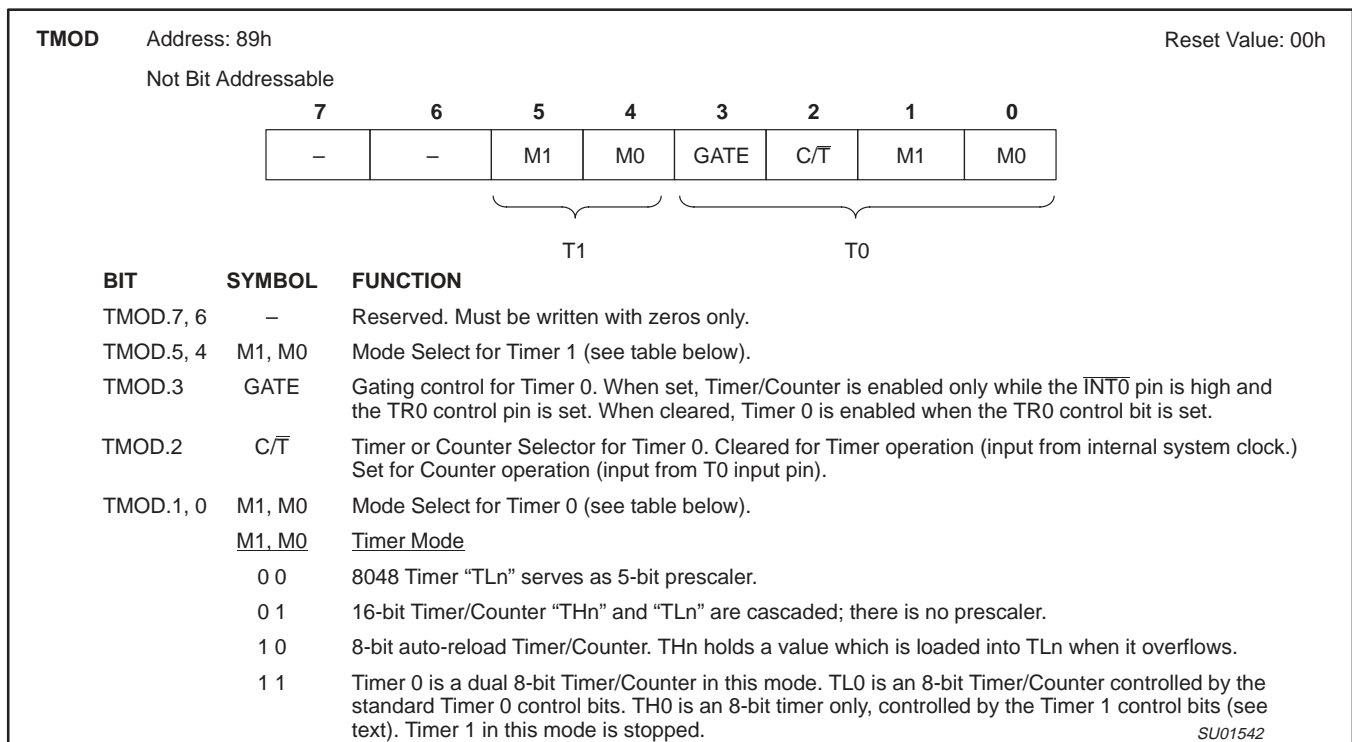 TMOD Address: 89h Reset Value: 00h
Not Bit Addressable
7 6 5 4 3 2 1 0
– – M1 M0 GATE C/T̅ M1 M0
T1 T0
BIT SYMBOL FUNCTION
TMOD.7, 6 – Reserved. Must be written with zeros only.
TMOD.5, 4 M1, M0 Mode Select for Timer 1 (see table below).
TMOD.3 GATE Gating control for Timer 0. When set, Timer/Counter is enabled only while the I̅N̅T̅0̅ pin is high and
the TR0 control pin is set. When cleared, Timer 0 is enabled when the TR0 control bit is set.
TMOD.2 C/T̅ Timer or Counter Selector for Timer 0. Cleared for Timer operation (input from internal system clock.)
Set for Counter operation (input from T0 input pin).
TMOD.1, 0 M1, M0 Mode Select for Timer 0 (see table below).
M1, M0 Timer Mode
0 0 8048 Timer “TLn” serves as 5-bit prescaler.
0 1 16-bit Timer/Counter “THn” and “TLn” are cascaded; there is no prescaler.
1 0 8-bit auto-reload Timer/Counter. THn holds a value which is loaded into TLn when it overflows.
1 1 Timer 0 is a dual 8-bit Timer/Counter in this mode. TL0 is an 8-bit Timer/Counter controlled by the
standard Timer 0 control bits. TH0 is an 8-bit timer only, controlled by the Timer 1 control bits (see
text). Timer 1 in this mode is stopped.
SU01542